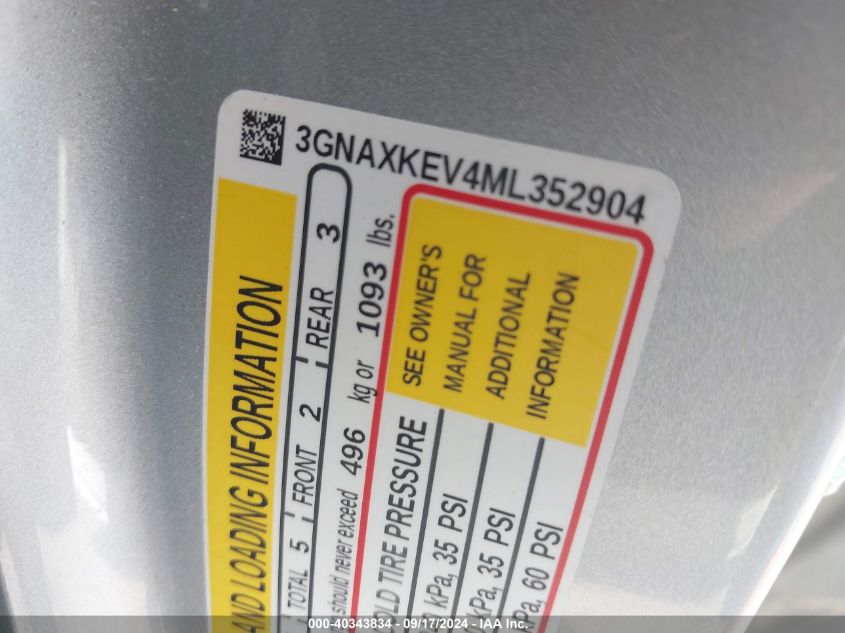 3GNAXKEV4ML352904
AND LOADING INFORMATION
TOTAL 5 FRONT 2 REAR 3
should never exceed 496 kg or 1093 lbs.
OLD TIRE PRESSURE
SEE OWNER'S
MANUAL FOR
ADDITIONAL
INFORMATION
kPa, 35 PSI
kPa, 35 PSI
kPa, 60 PSI
000-40343834 - 09/17/2024 - IAA Inc.